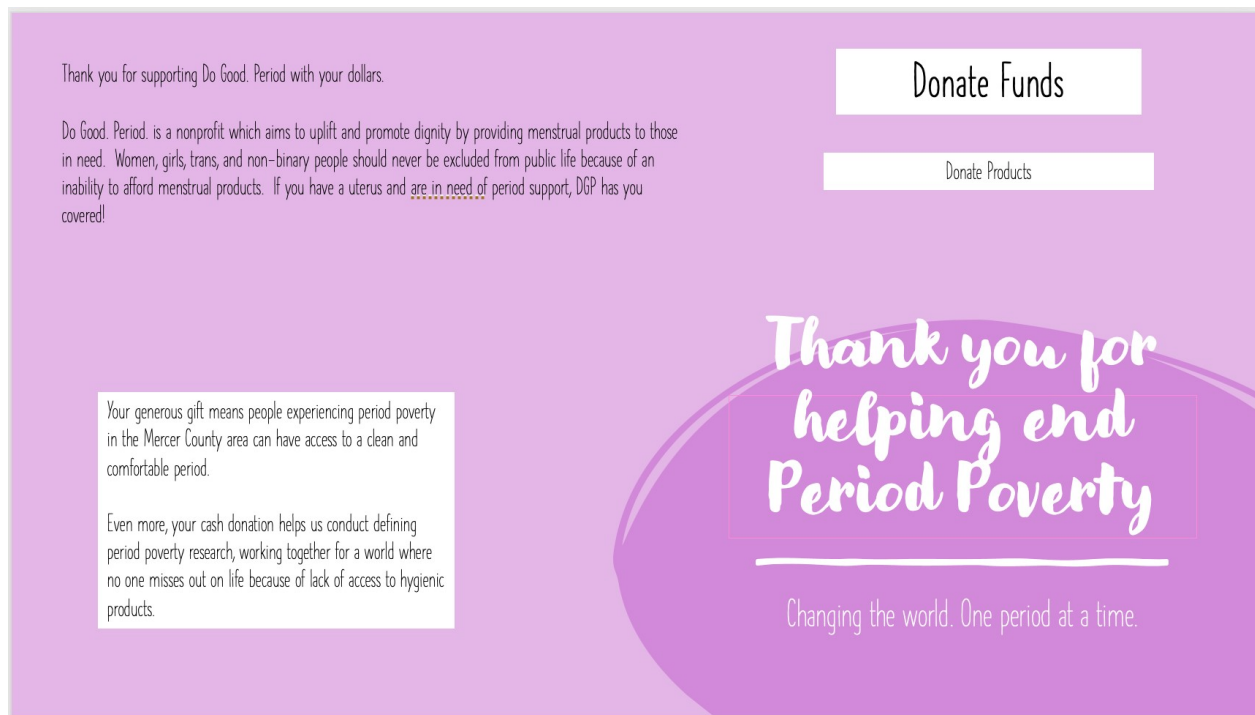 Thank you for supporting Do Good. Period with your dollars.
Do Good. Period. is a nonprofit which aims to uplift and promote dignity by providing menstrual products to those
in need. Women, girls, trans, and non-binary people should never be excluded from public life because of an
inability to afford menstrual products. If you have a uterus and are in need of period support, DGP has you
covered!
Donate Funds
Donate Products
Your generous gift means people experiencing period poverty
in the Mercer County area can have access to a clean and
comfortable period.
Even more, your cash donation helps us conduct defining
period poverty research, working together for a world where
no one misses out on life because of lack of access to hygienic
products.
Thank you for
helping end
Period Poverty
Changing the world. One period at a time.